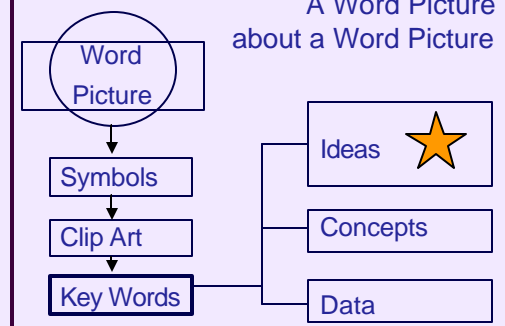 A Word Picture
about a Word Picture
Word
Picture
Symbols
Clip Art
Key Words
Ideas
Concepts
Data